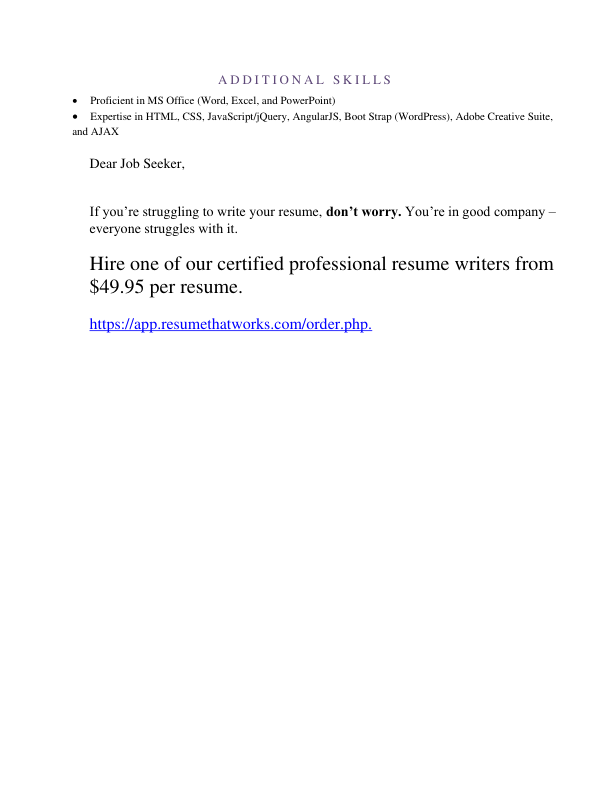 ADDITIONAL SKILLS
• Proficient in MS Office (Word, Excel, and PowerPoint)
• Expertise in HTML, CSS, JavaScript/jQuery, AngularJS, Boot Strap (WordPress), Adobe Creative Suite,
and AJAX
Dear Job Seeker,
If you’re struggling to write your resume, don’t worry. You’re in good company –
everyone struggles with it.
Hire one of our certified professional resume writers from
$49.95 per resume.
https://app.resumethatworks.com/order.php.